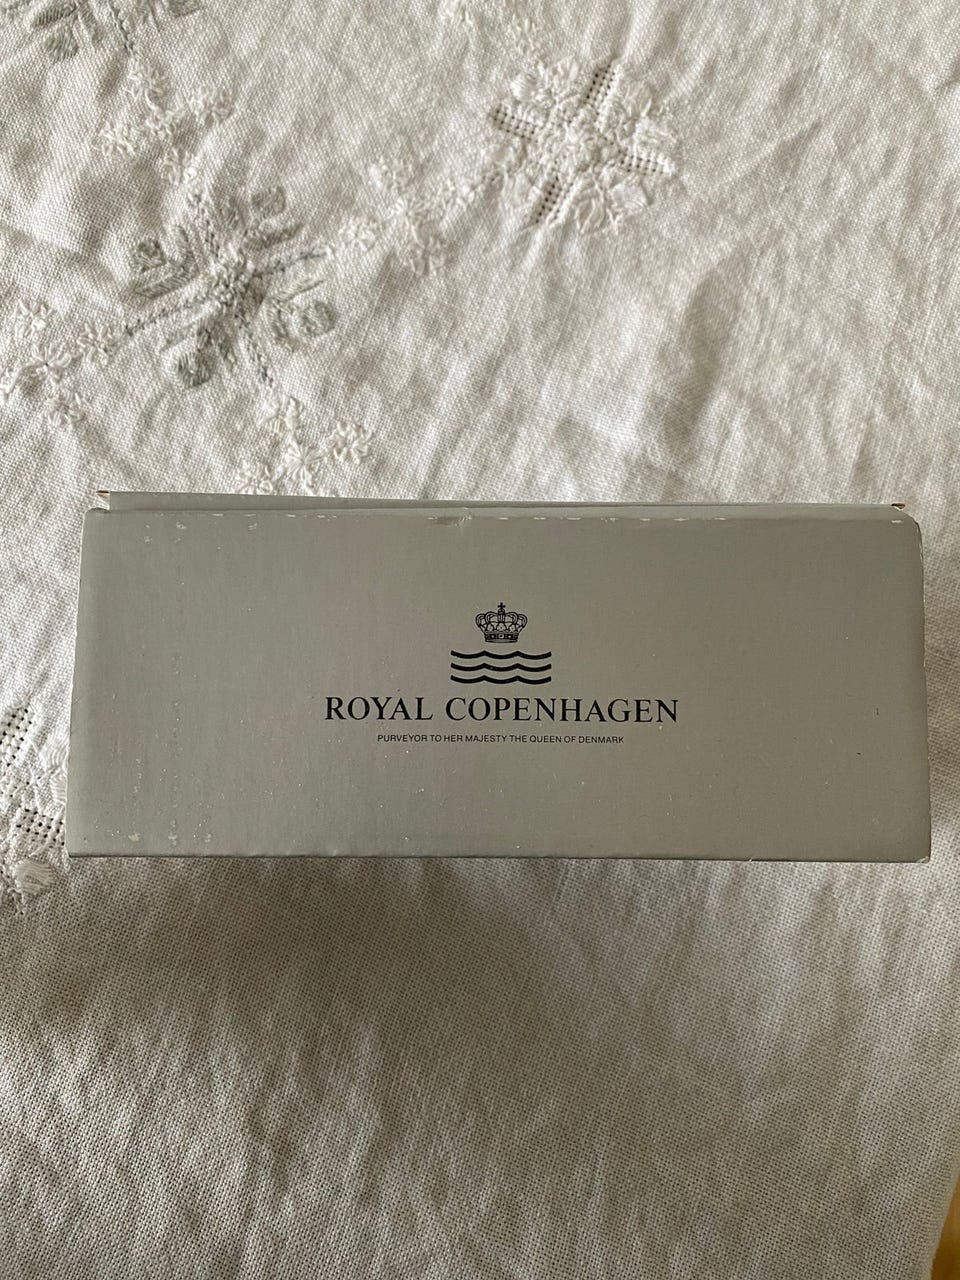 ROYAL COPENHAGEN
PURVEYOR TO HER MAJESTY THE QUEEN OF DENMARK